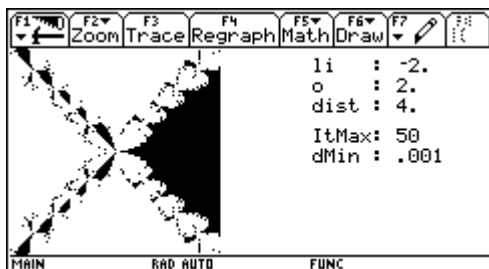 F1 F2 Zoom F3 Trace F4 Regraph F5 Math F6 Draw F7
li : -2.
o : 2.
dist : 4.
ItMax: 50
dMin : .001
MAIN RAD AUTO FUNC